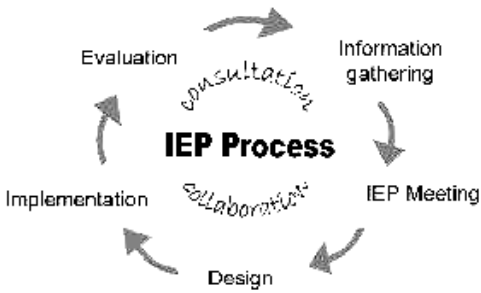 Evaluation
Information
gathering
consultation
IEP Process
collaboration
Implementation
IEP Meeting
Design